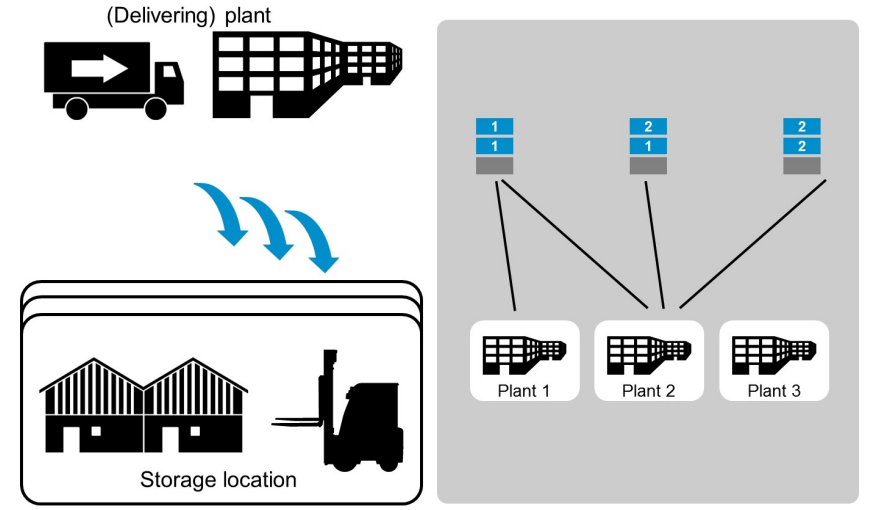 (Delivering) plant
Storage location
1 2 2
1 1 2
Plant 1 Plant 2 Plant 3